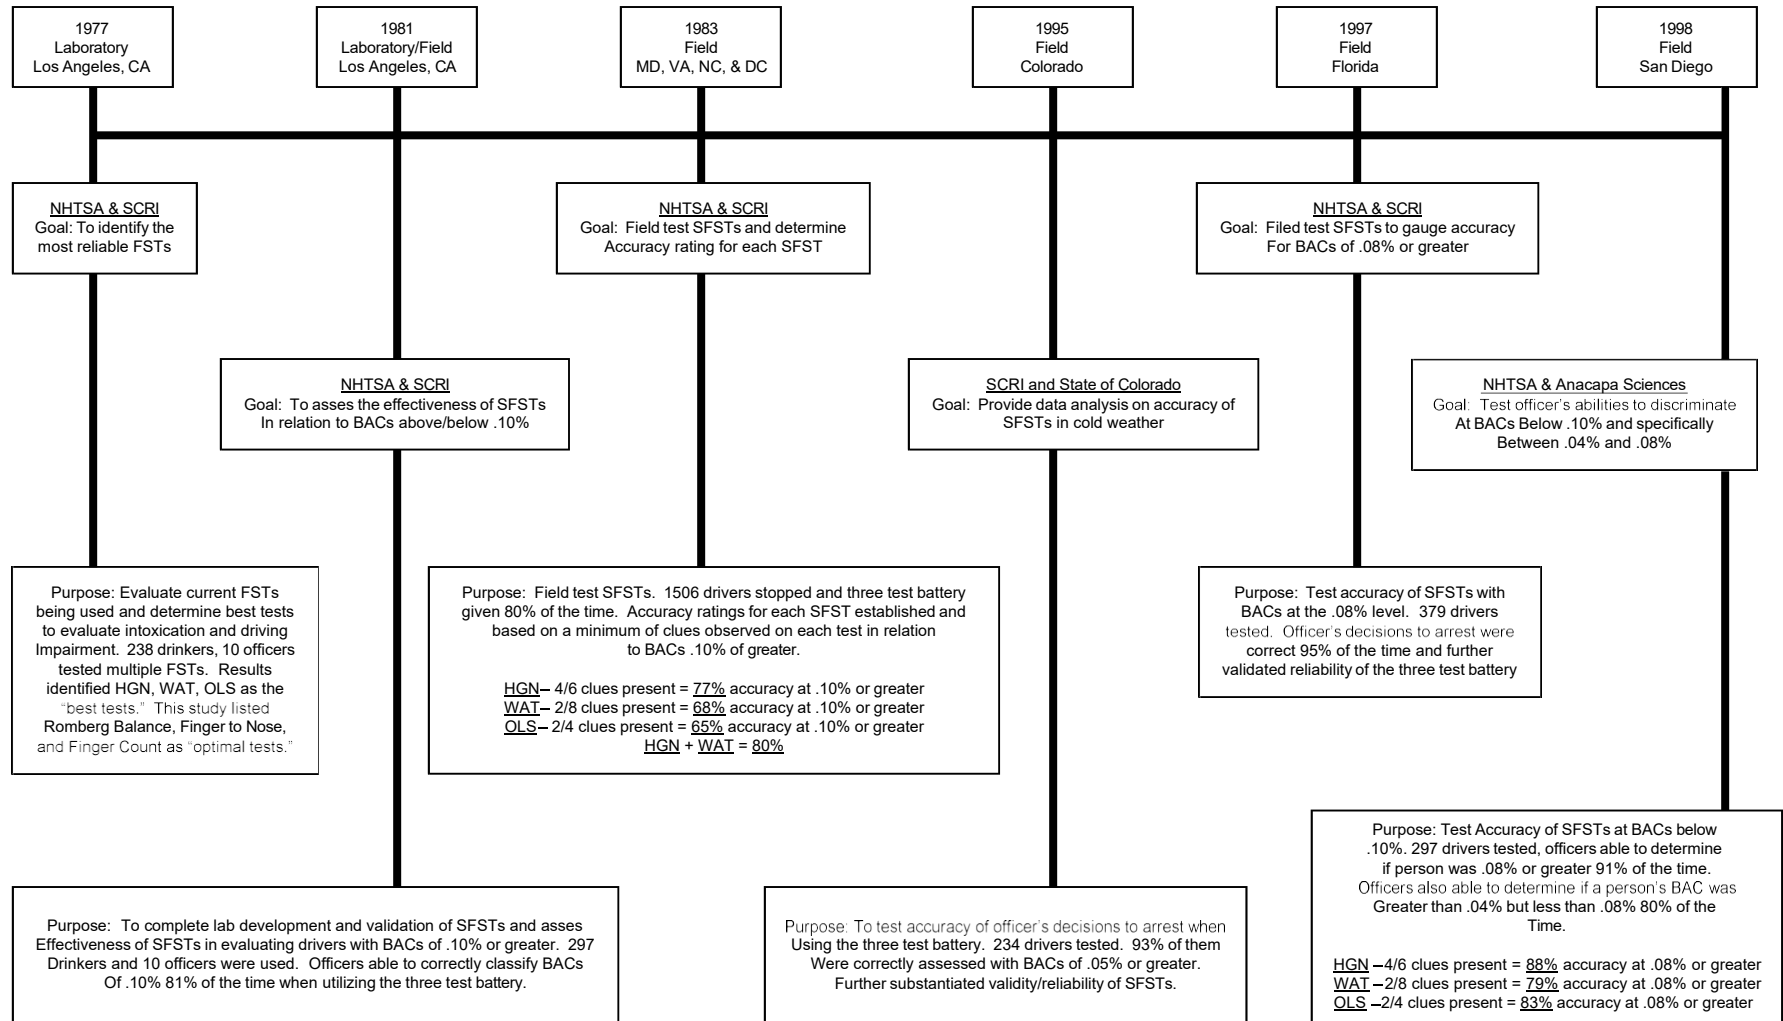 1977
Laboratory
Los Angeles, CA
1981
Laboratory/Field
Los Angeles, CA
1983
Field
MD, VA, NC, & DC
1995
Field
Colorado
1997
Field
Florida
1998
Field
San Diego
NHTSA & SCRI
Goal: To identify the
most reliable FSTs
NHTSA & SCRI
Goal: Field test SFSTs and determine
Accuracy rating for each SFST
NHTSA & SCRI
Goal: Filed test SFSTs to gauge accuracy
For BACs of .08% or greater
NHTSA & SCRI
Goal: To asses the effectiveness of SFSTs
In relation to BACs above/below .10%
SCRI and State of Colorado
Goal: Provide data analysis on accuracy of
SFSTs in cold weather
NHTSA & Anacapa Sciences
Goal: Test officer's abilities to discriminate
At BACs Below .10% and specifically
Between .04% and .08%
Purpose: Evaluate current FSTs
being used and determine best tests
to evaluate intoxication and driving
Impairment. 238 drinkers, 10 officers
tested multiple FSTs. Results
identified HGN, WAT, OLS as the
“best tests.” This study listed
Romberg Balance, Finger to Nose,
and Finger Count as “optimal tests.”
Purpose: Field test SFSTs. 1506 drivers stopped and three test battery
given 80% of the time. Accuracy ratings for each SFST established and
based on a minimum of clues observed on each test in relation
to BACs .10% of greater.
HGN– 4/6 clues present = 77% accuracy at .10% or greater
WAT– 2/8 clues present = 68% accuracy at .10% or greater
OLS– 2/4 clues present = 65% accuracy at .10% or greater
HGN + WAT = 80%
Purpose: Test accuracy of SFSTs with
BACs at the .08% level. 379 drivers
tested. Officer's decisions to arrest were
correct 95% of the time and further
validated reliability of the three test battery
Purpose: To complete lab development and validation of SFSTs and asses
Effectiveness of SFSTs in evaluating drivers with BACs of .10% or greater. 297
Drinkers and 10 officers were used. Officers able to correctly classify BACs
Of .10% 81% of the time when utilizing the three test battery.
Purpose: To test accuracy of officer's decisions to arrest when
Using the three test battery. 234 drivers tested. 93% of them
Were correctly assessed with BACs of .05% or greater.
Further substantiated validity/reliability of SFSTs.
Purpose: Test Accuracy of SFSTs at BACs below
.10%. 297 drivers tested, officers able to determine
if person was .08% or greater 91% of the time.
Officers also able to determine if a person's BAC was
Greater than .04% but less than .08% 80% of the
Time.
HGN –4/6 clues present = 88% accuracy at .08% or greater
WAT –2/8 clues present = 79% accuracy at .08% or greater
OLS –2/4 clues present = 83% accuracy at .08% or greater